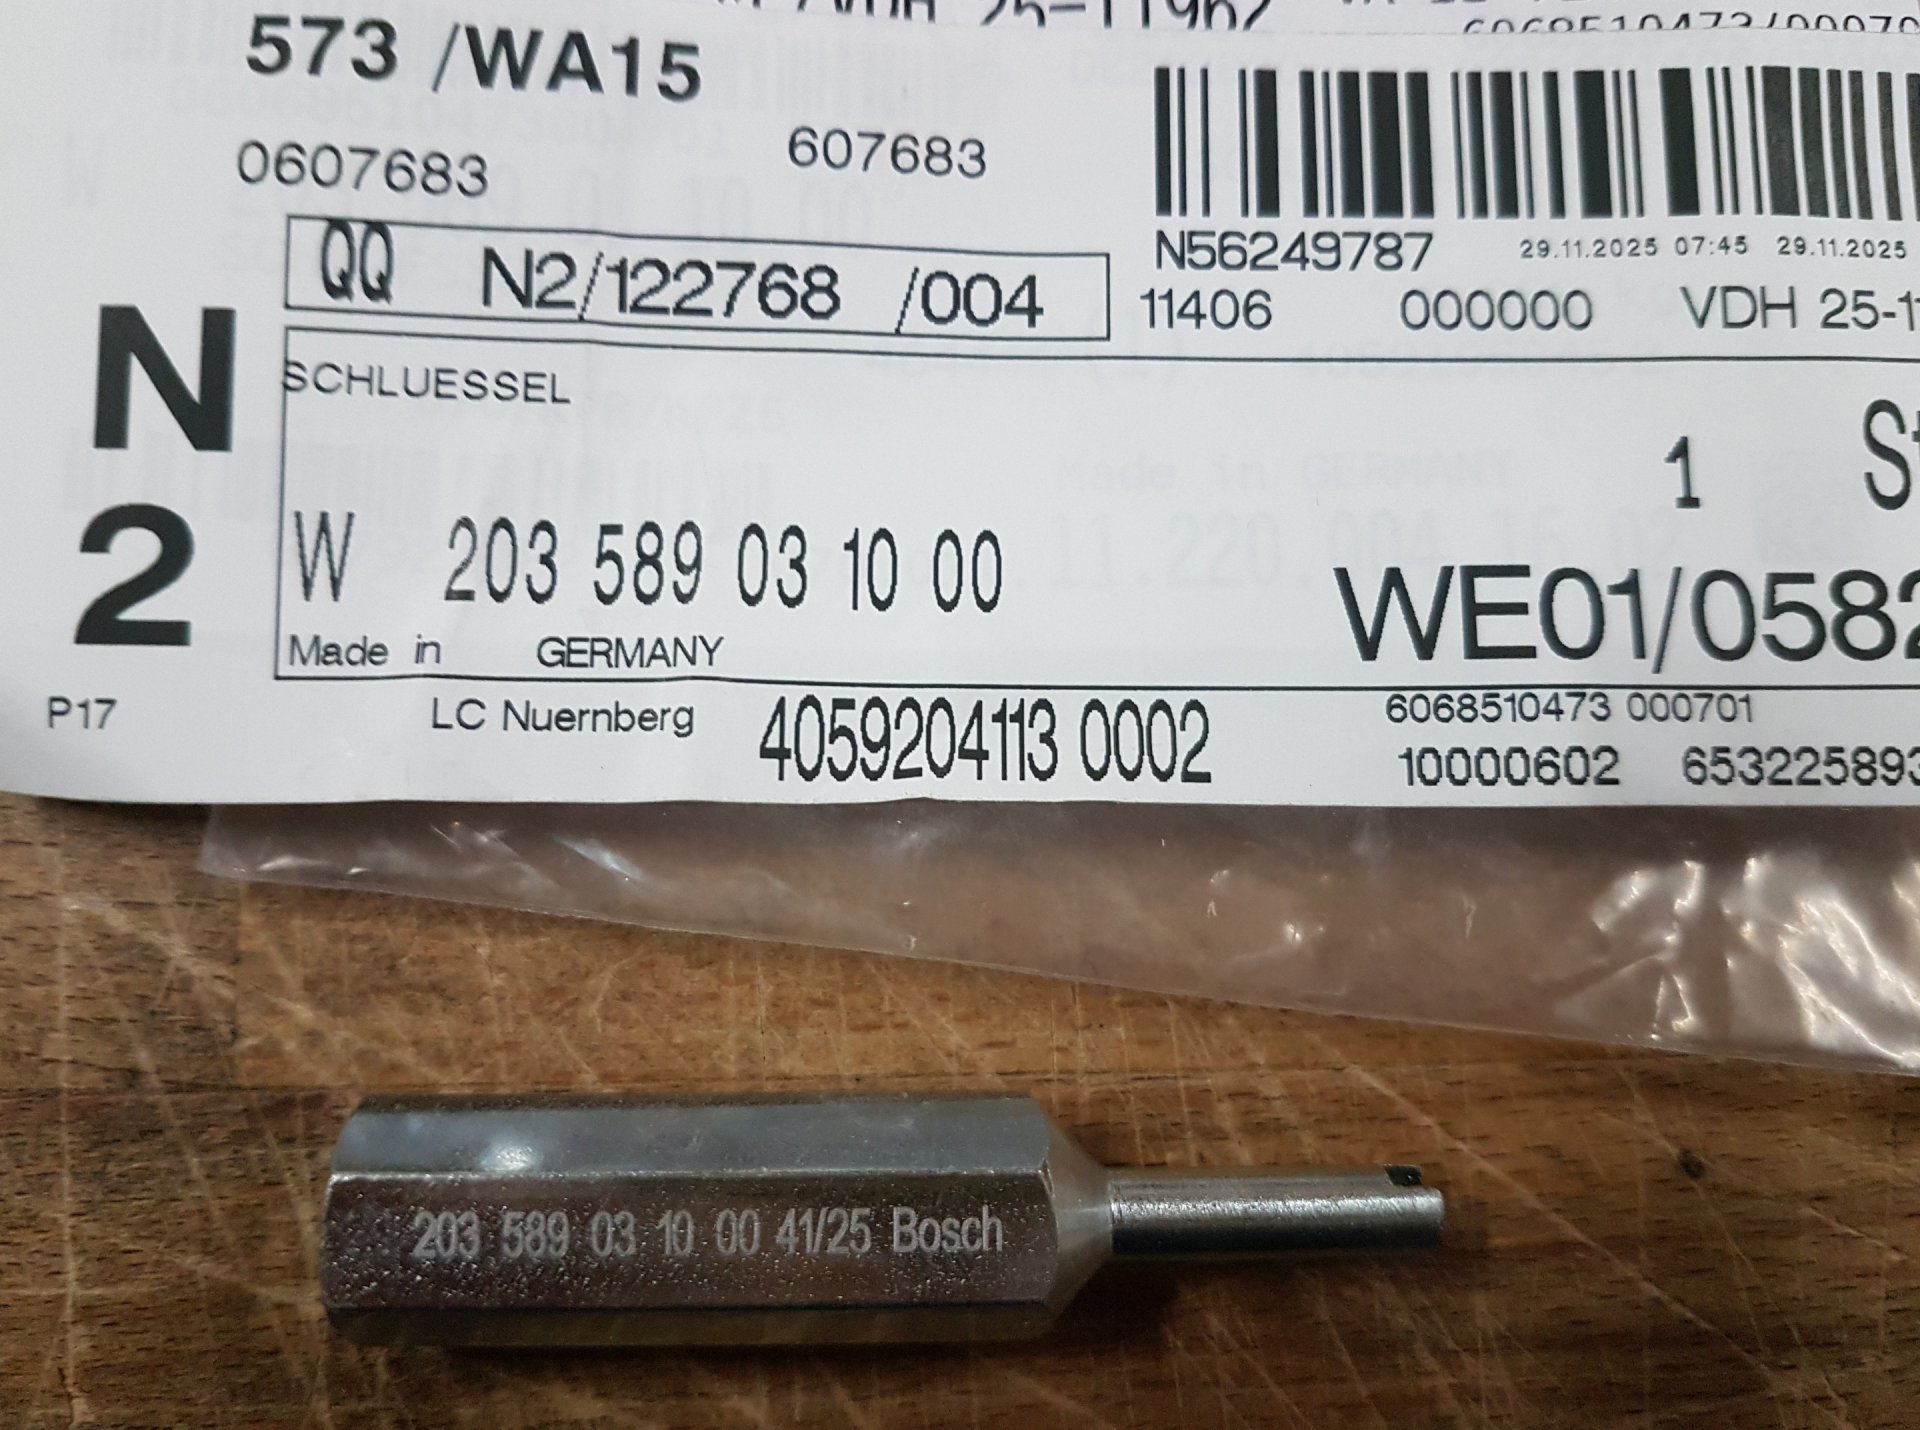 573 /WA15
0607683 607683
QQ N2/122768 /004
N56249787 29.11.2025 07:45 29.11.2025
11406 000000 VDH 25-1
N
2
SCHLUESSEL
1
W 203 589 03 10 00
WE01/0582
Made in GERMANY
P17
LC Nuernberg 4059204113 0002
6068510473 000701
10000602 653225893
203 589 03 10 00 41/25 Bosch